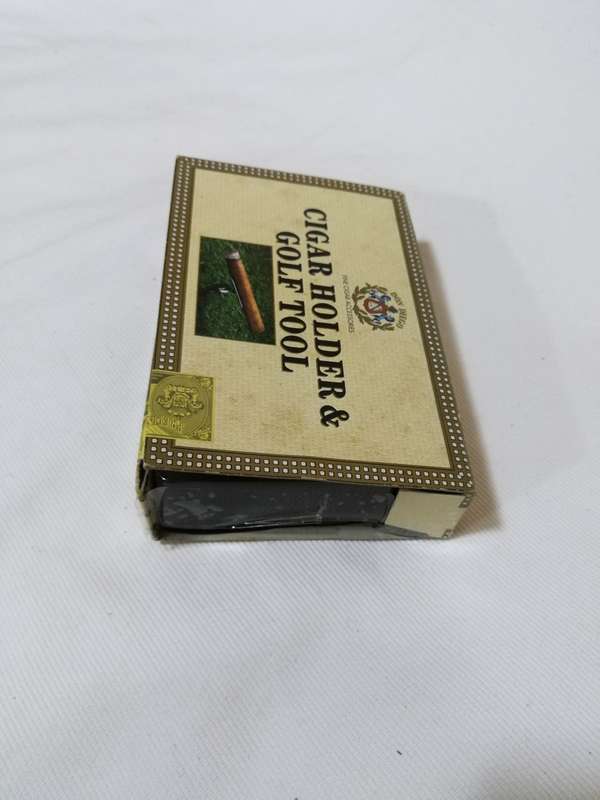 FINE CIGAR ACCESSORIES
CIGAR HOLDER &
GOLF TOOL